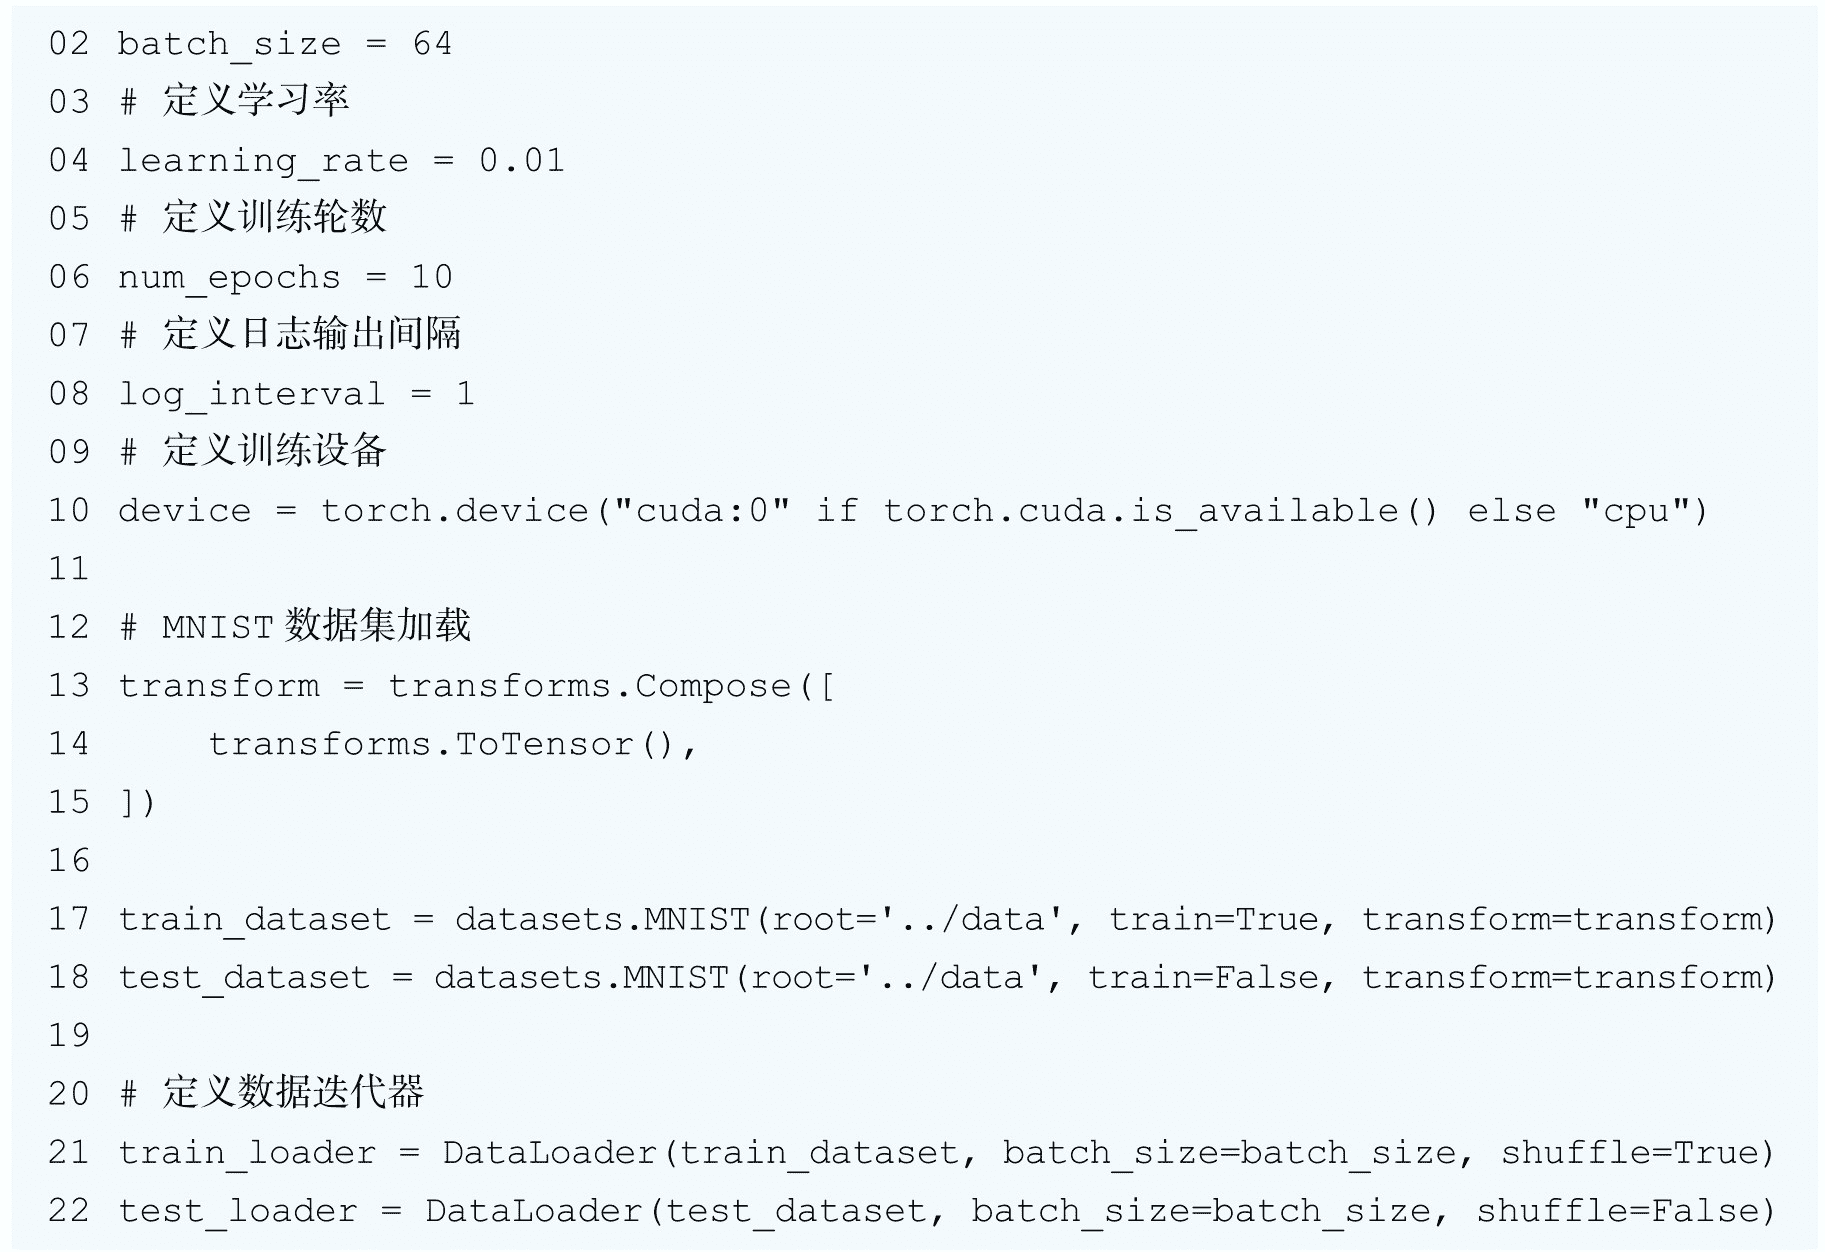 02 batch_size = 64
03 # 定义学习率
04 learning_rate = 0.01
05 # 定义训练轮数
06 num_epochs = 10
07 # 定义日志输出间隔
08 log_interval = 1
09 # 定义训练设备
10 device = torch.device("cuda:0" if torch.cuda.is_available() else "cpu")
11
12 # MNIST 数据集加载
13 transform = transforms.Compose([
14     transforms.ToTensor(),
15 ])
16
17 train_dataset = datasets.MNIST(root='../data', train=True, transform=transform)
18 test_dataset = datasets.MNIST(root='../data', train=False, transform=transform)
19
20 # 定义数据迭代器
21 train_loader = DataLoader(train_dataset, batch_size=batch_size, shuffle=True)
22 test_loader = DataLoader(test_dataset, batch_size=batch_size, shuffle=False)